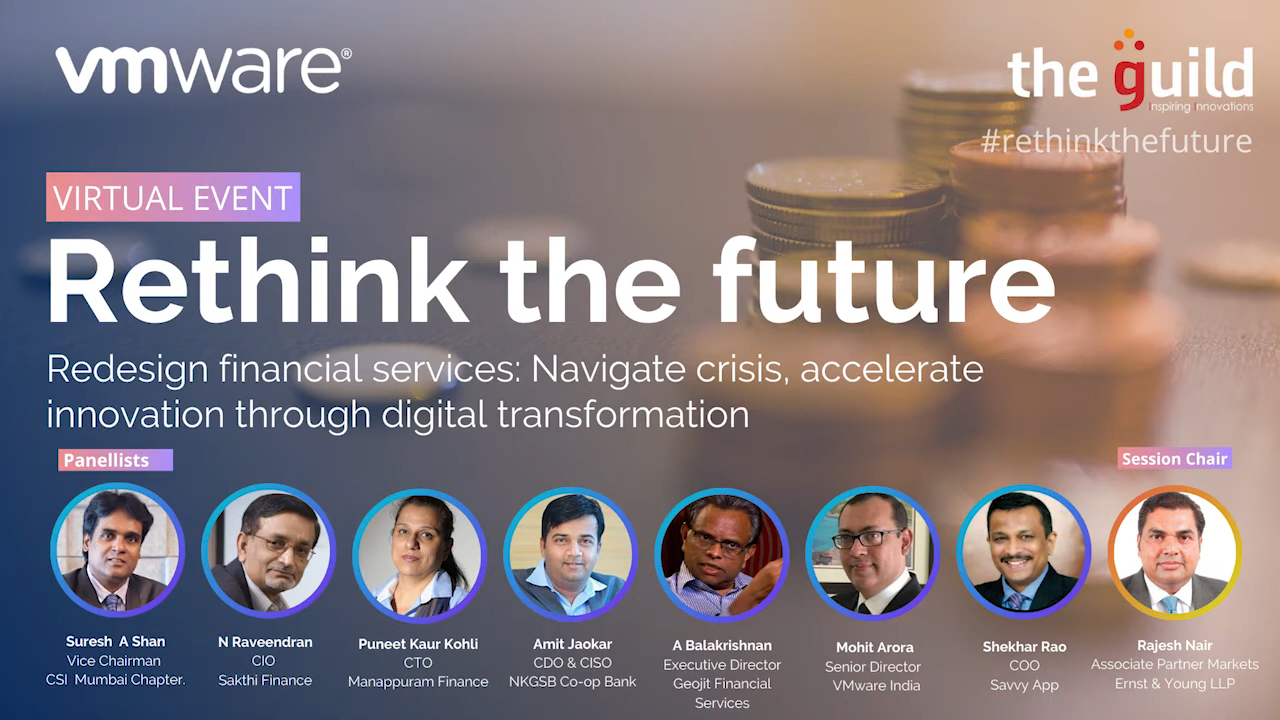 vmware®
the guild
Inspiring Innovations
#rethinkthefuture
VIRTUAL EVENT
Rethink the future
Redesign financial services: Navigate crisis, accelerate
innovation through digital transformation
Panellists
Session Chair
Suresh A Shan
Vice Chairman
CSI Mumbai Chapter.
N Raveendran
CIO
Sakthi Finance
Puneet Kaur Kohli
CTO
Manappuram Finance
Amit Jaokar
CDO & CISO
NKGSB Co-op Bank
A Balakrishnan
Executive Director
Geojit Financial
Services
Mohit Arora
Senior Director
VMware India
Shekhar Rao
COO
Savvy App
Rajesh Nair
Associate Partner Markets
Ernst & Young LLP